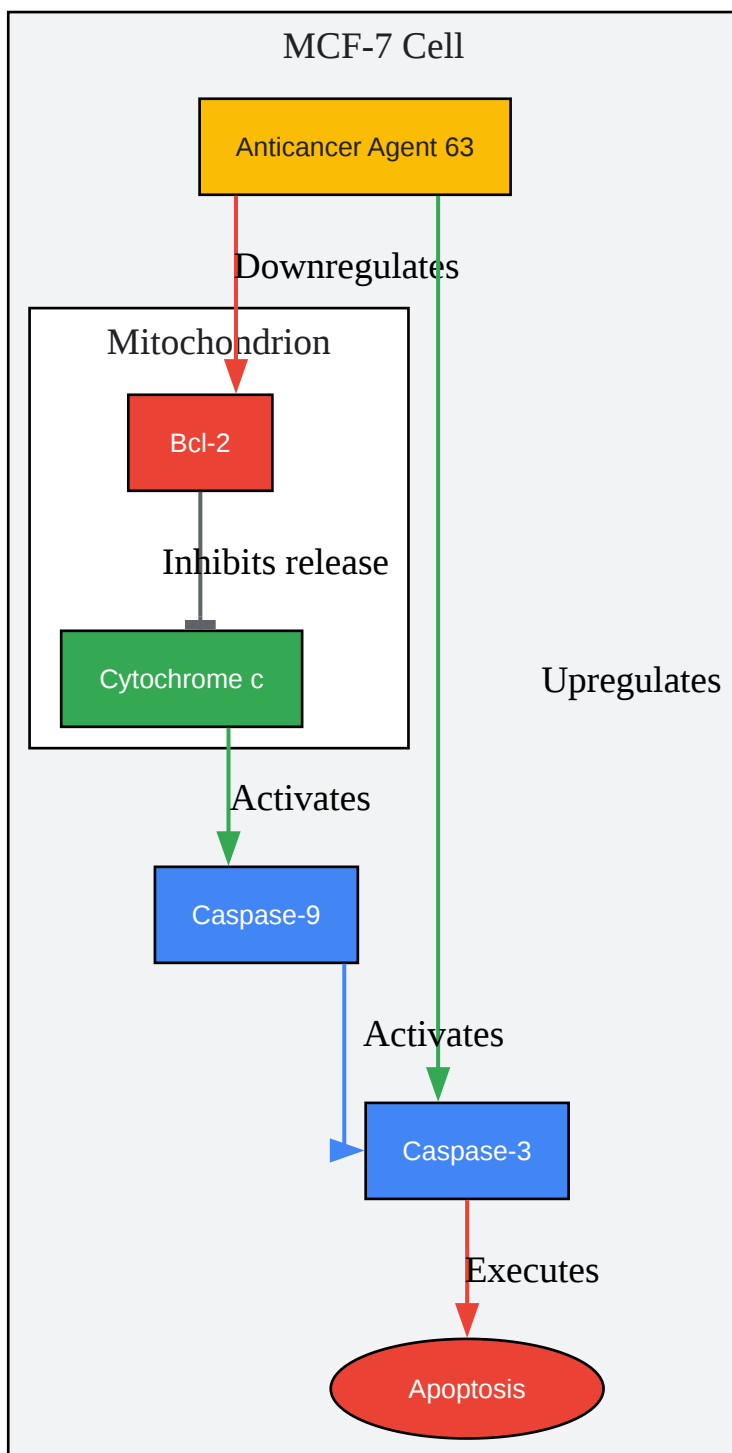 MCF-7 Cell
Anticancer Agent 63
Downregulates
Mitochondrion
Bcl-2
Inhibits release
Cytochrome c
Upregulates
Activates
Caspase-9
Activates
Caspase-3
Executes
Apoptosis